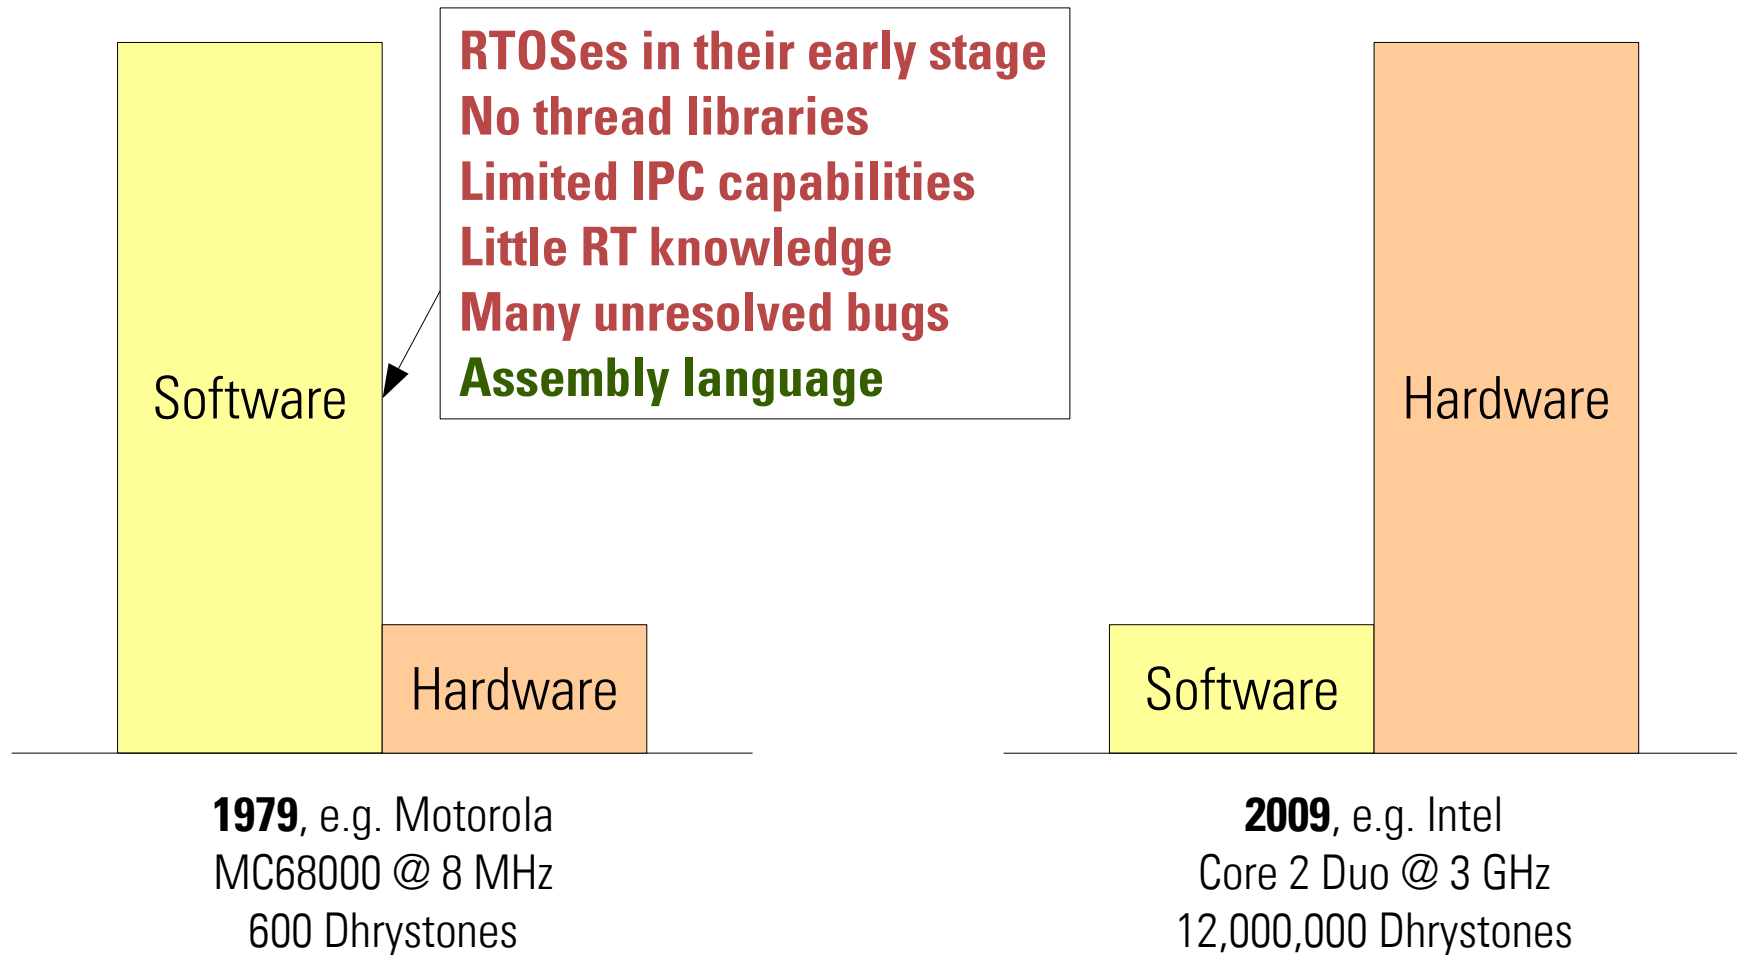 RTOSes in their early stage
No thread libraries
Limited IPC capabilities
Little RT knowledge
Many unresolved bugs
Assembly language
Software
Hardware
1979, e.g. Motorola
MC68000 @ 8 MHz
600 Dhrystones
Hardware
Software
2009, e.g. Intel
Core 2 Duo @ 3 GHz
12,000,000 Dhrystones